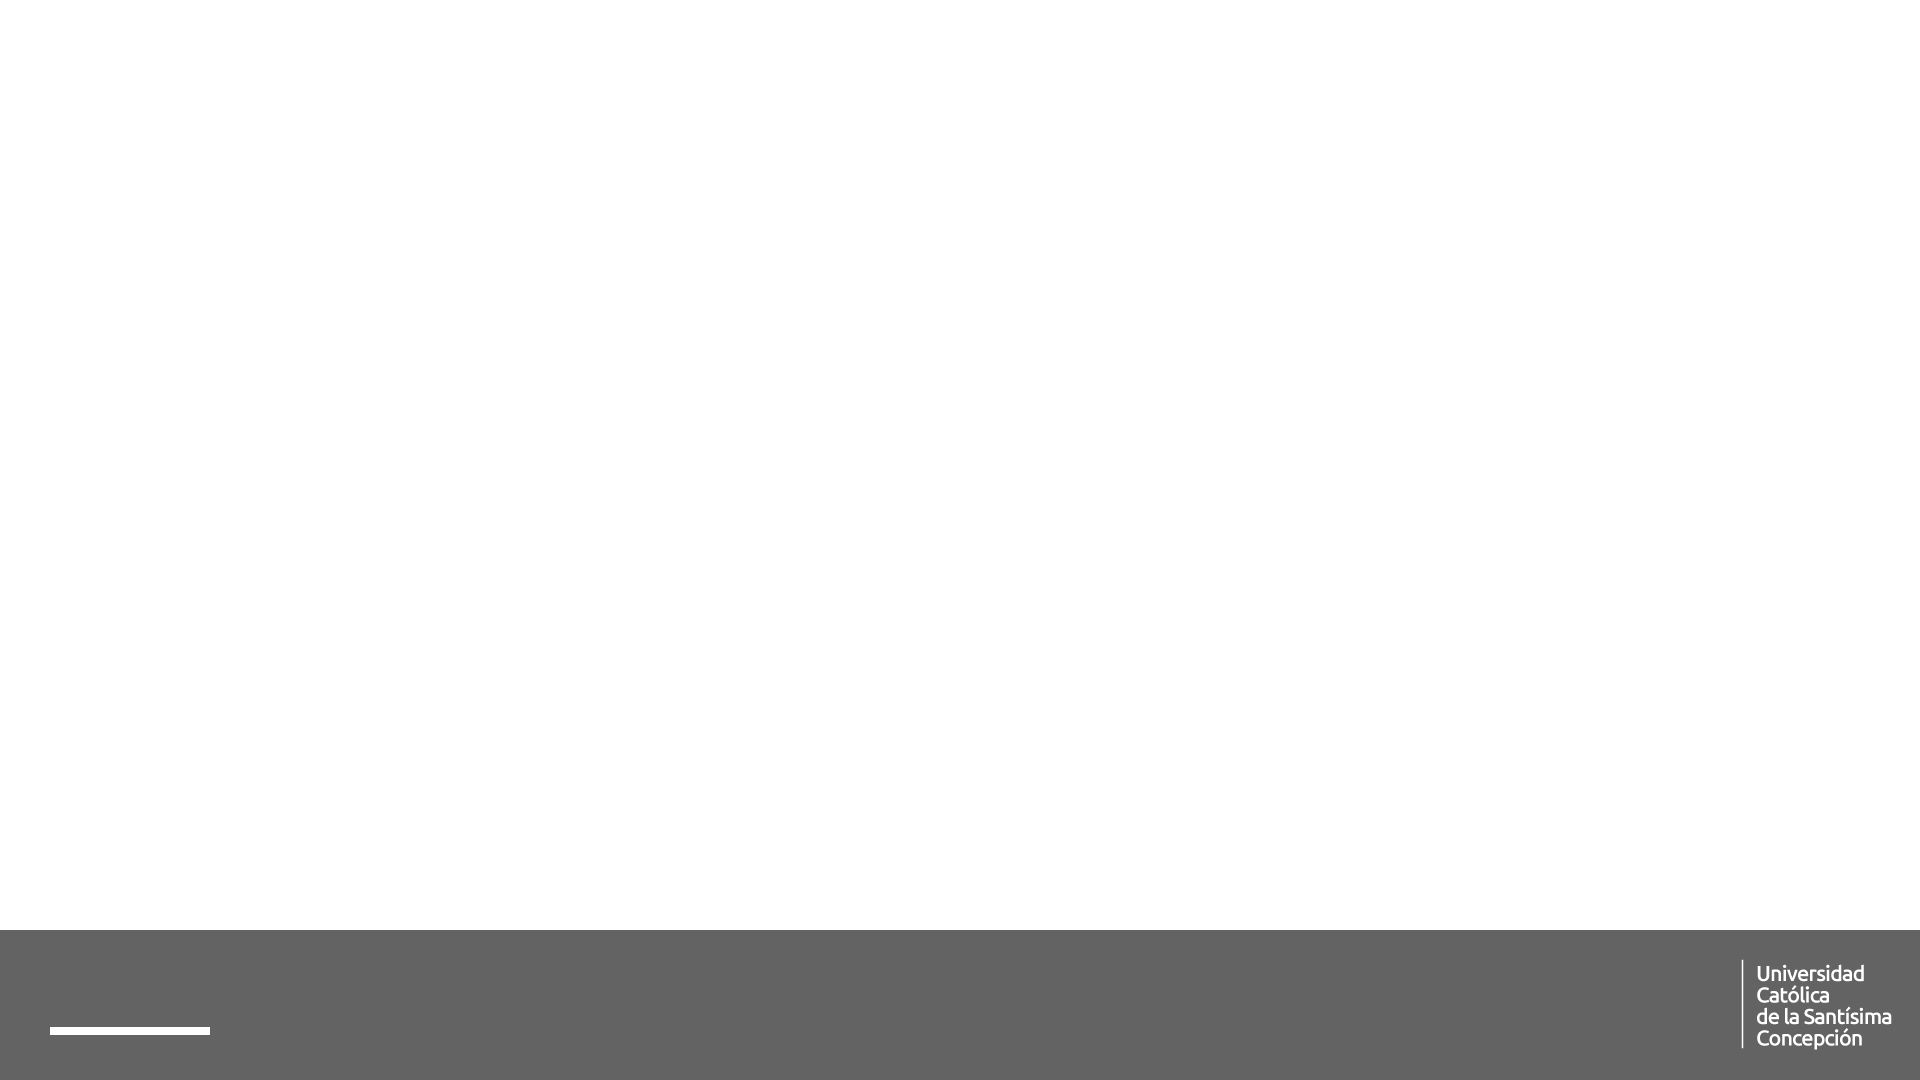 Universidad
Católica
de la Santísima
Concepción